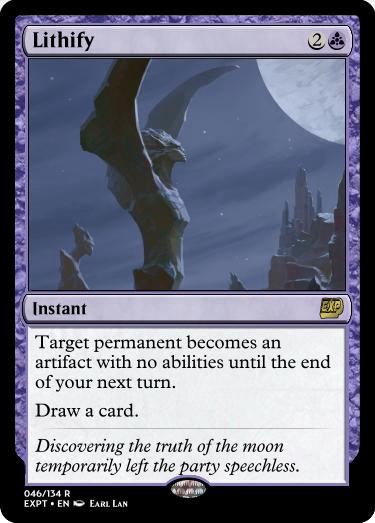 Lithify
2
Instant
EXP
Target permanent becomes an
artifact with no abilities until the end
of your next turn.
Draw a card.
Discovering the truth of the moon
temporarily left the party speechless.
046/134 R
EXPT • EN Earl Lan